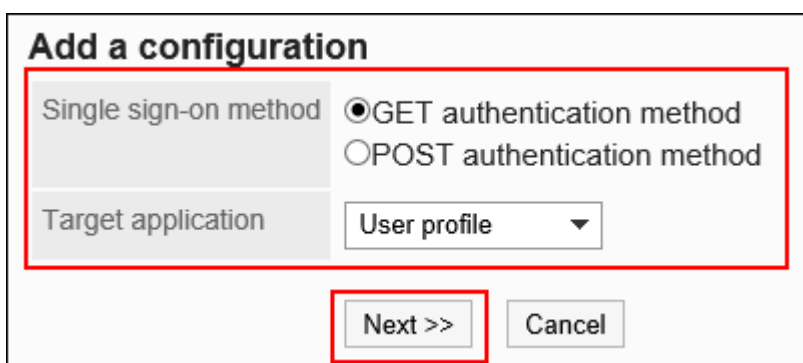 Add a configuration
Single sign-on method
GET authentication method
POST authentication method
Target application
User profile
Next >>
Cancel